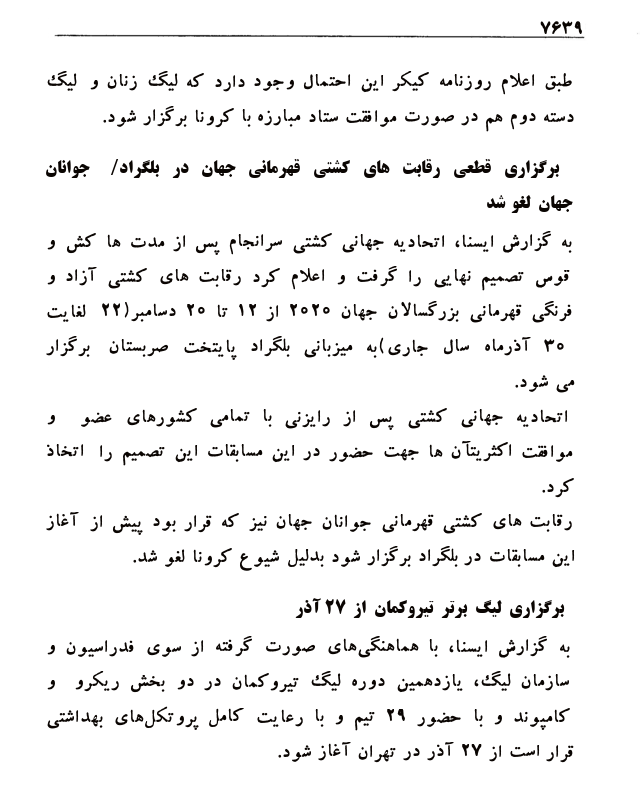 ۷۶۳۹
طبق اعلام روزنامه کیکر این احتمال وجود دارد که لیگ زنان و لیگ
دسته دوم هم در صورت موافقت ستاد مبارزه با کرونا برگزار شود.
برگزاری قطعی رقابت های کشتی قهرمانی جهان در بلگراد/ جوانان
جهان لغو شد
به گزارش ایسنا، اتحادیه جهانی کشتی سرانجام پس از مدت ها کش و
قوس تصمیم نهایی را گرفت و اعلام کرد رقابت های کشتی آزاد و
فرنگی قهرمانی بزرگسالان جهان ۲۰۲۰ از ۱۲ تا ۲۰ دسامبر(۲۲ لغایت
۳۰ آذرماه سال جاری)به میزبانی بلگراد پایتخت صربستان برگزار
می شود.
اتحادیه جهانی کشتی پس از رایزنی با تمامی کشورهای عضو و
موافقت اکثریتآن ها جهت حضور در این مسابقات این تصمیم را اتخاذ
کرد.
رقابت های کشتی قهرمانی جوانان جهان نیز که قرار بود پیش از آغاز
این مسابقات در بلگراد برگزار شود بدلیل شیوع کرونا لغو شد.
برگزاری لیگ برتر تیروکمان از ۲۷ آذر
به گزارش ایسنا، با هماهنگی‌های صورت گرفته از سوی فدراسیون و
سازمان لیگ، یازدهمین دوره لیگ تیروکمان در دو بخش ریکرو و
کامپوند و با حضور ۲۹ تیم و با رعایت کامل پروتکل‌های بهداشتی
قرار است از ۲۷ آذر در تهران آغاز شود.